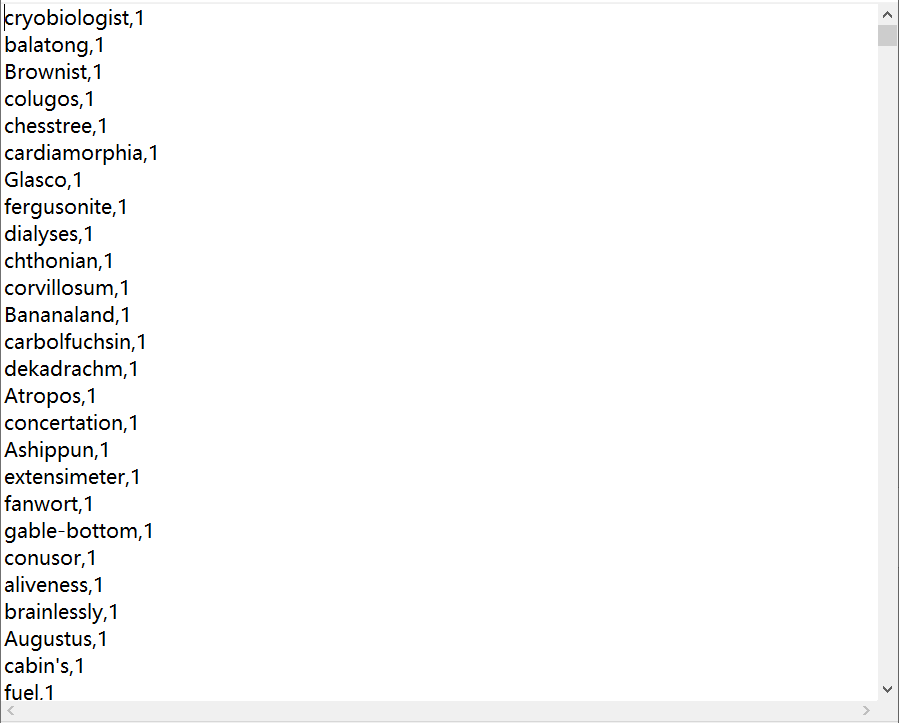 cryobiologist,1
balatong,1
Brownist,1
colugos,1
chesstree,1
cardiamorphia,1
Glasco,1
fergusonite,1
dialyses,1
chthonian,1
corvillosum,1
Bananaland,1
carbolfuchsin,1
dekadrachm,1
Atropos,1
concertation,1
Ashippun,1
extensimeter,1
fanwort,1
gable-bottom,1
conusor,1
aliveness,1
brainlessly,1
Augustus,1
cabin's,1
fuel,1